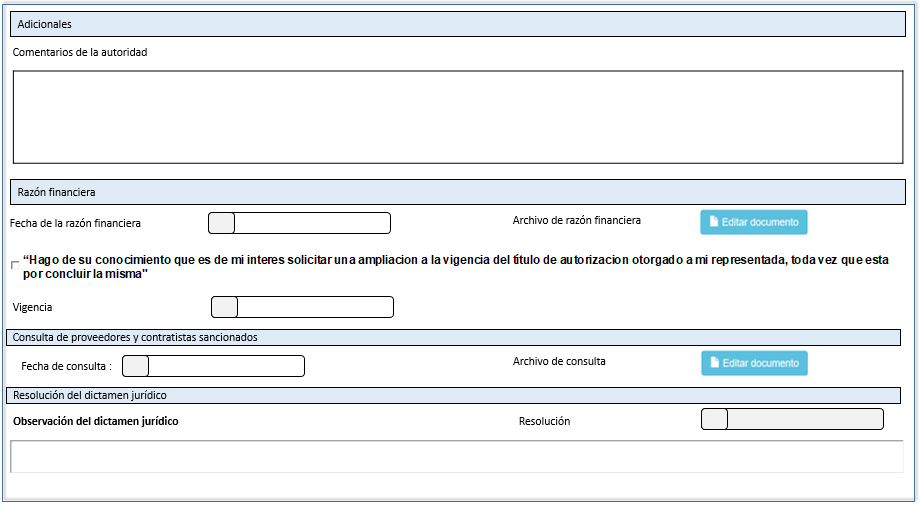 Adicionales
Comentarios de la autoridad
Razón financiera
Fecha de la razón financiera
Archivo de razón financiera
Editar documento
“Hago de su conocimiento que es de mi interes solicitar una ampliacion a la vigencia del título de autorizacion otorgado a mi representada, toda vez que esta
por concluir la misma"
Vigencia
Consulta de proveedores y contratistas sancionados
Fecha de consulta :
Archivo de consulta
Editar documento
Resolución del dictamen jurídico
Observación del dictamen jurídico
Resolución